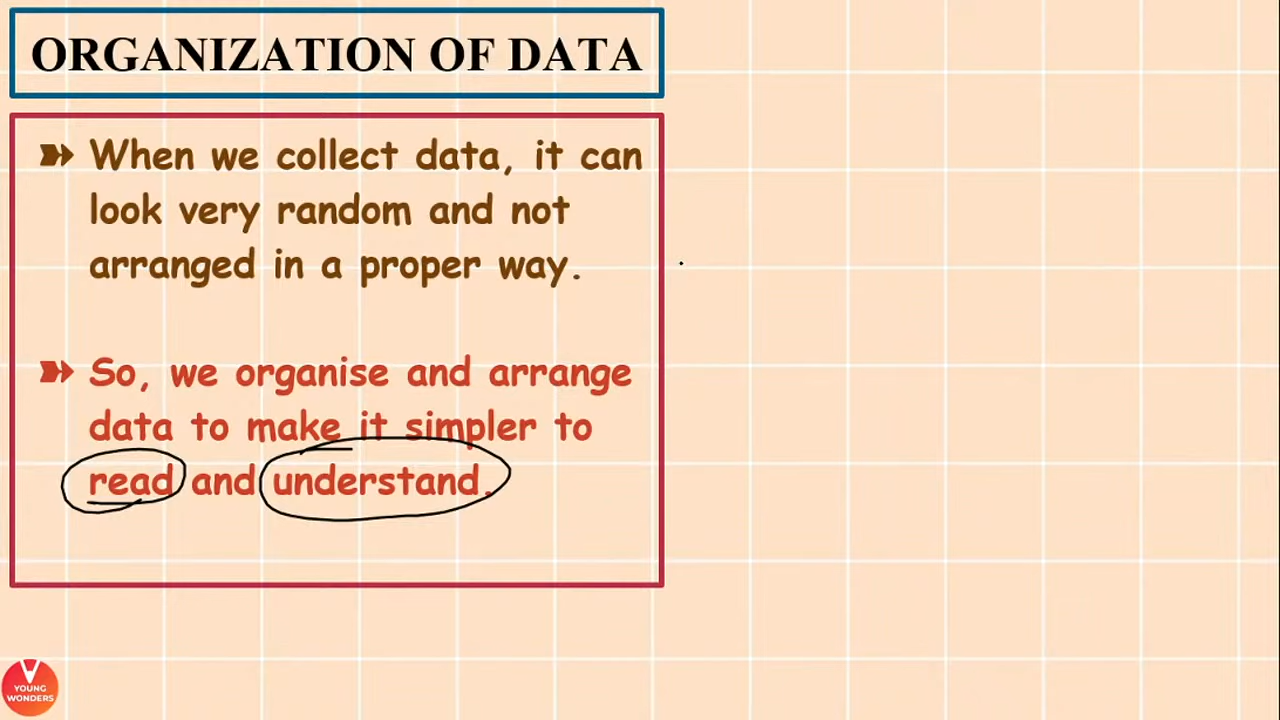 ORGANIZATION OF DATA
When we collect data, it can
look very random and not
arranged in a proper way.
So, we organise and arrange
data to make it simpler to
read and understand.
YOUNG
WONDERS